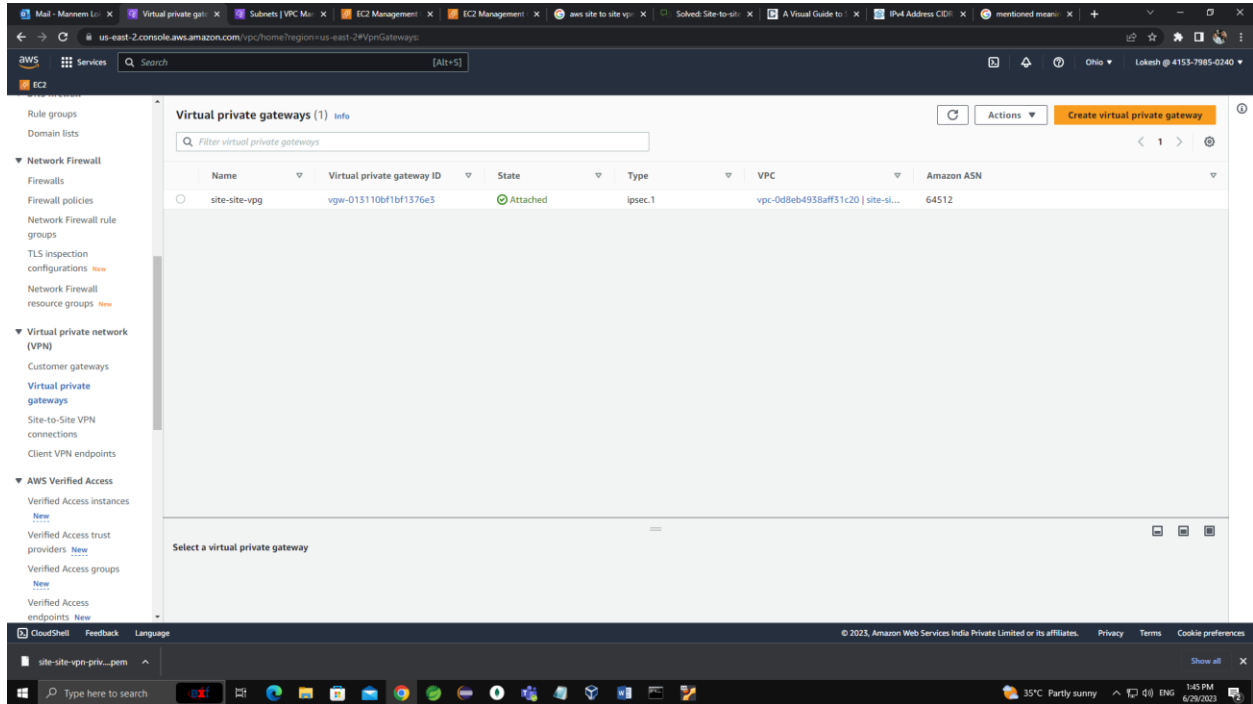 Mail - Mannem Lol
Virtual private gate
Subnets | VPC Ma
EC2 Management
EC2 Management
aws site to site vp
Solved: Site-to-sit
A Visual Guide to S
IPv4 Address CIDR
mentioned meanin
us-east-2.console.aws.amazon.com/vpc/home?region=us-east-2#VpnGateways:
aws
Services
Search
[Alt+S]
Ohio
Lokesh @ 4153-7985-0240
EC2
Rule groups
Domain lists
Network Firewall
Firewalls
Firewall policies
Network Firewall rule
groups
TLS inspection
configurations New
Network Firewall
resource groups New
Virtual private network
(VPN)
Customer gateways
Virtual private
gateways
Site-to-Site VPN
connections
Client VPN endpoints
AWS Verified Access
Verified Access instances
New
Verified Access trust
providers New
Verified Access groups
New
Verified Access
endpoints New
Virtual private gateways (1) Info
Actions
Create virtual private gateway
Filter virtual private gateways
1
Name Virtual private gateway ID State Type VPC Amazon ASN
site-site-vpg vgw-013110bf1bf1376e3 Attached ipsec.1 vpc-0d8eb4938aff31c20 | site-si... 64512
Select a virtual private gateway
CloudShell Feedback Language
© 2023, Amazon Web Services India Private Limited or its affiliates. Privacy Terms Cookie preferences
site-site-vpn-priv....pem
Show all
Type here to search
35°C Partly sunny
ENG
1:45 PM
6/29/2023